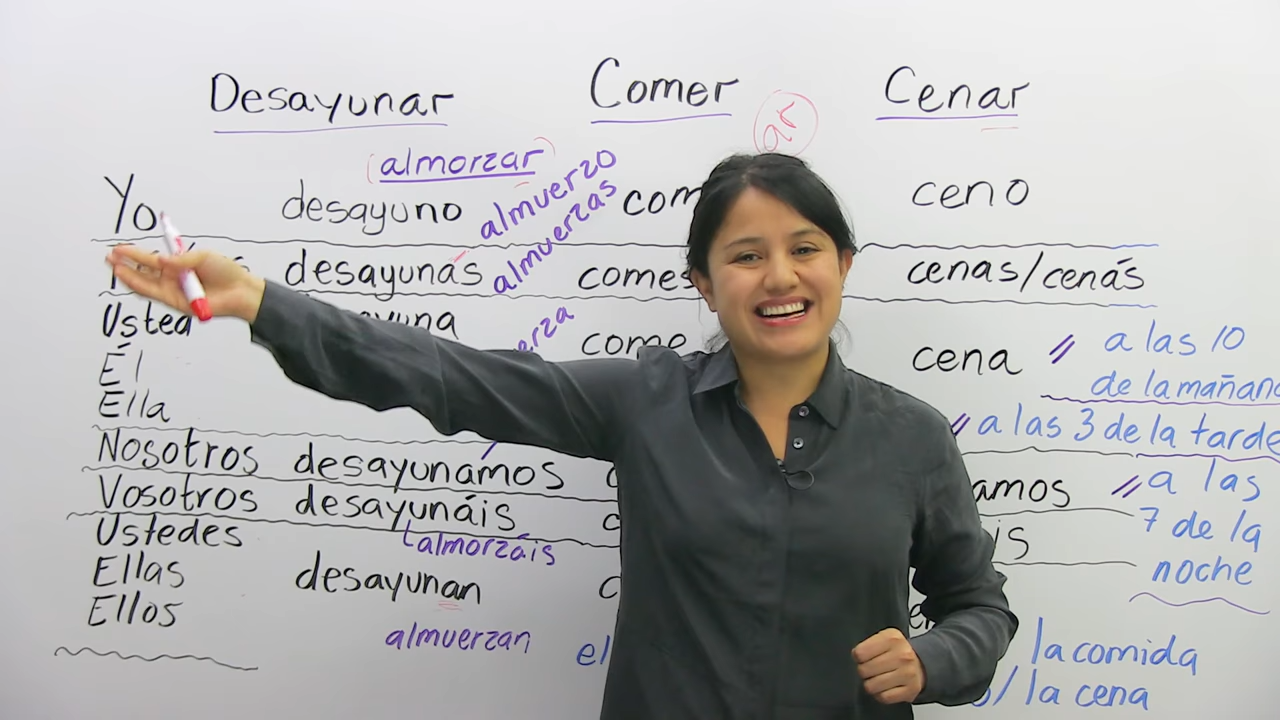 Desayunar Comer Cenar
ar
(almorzar)
Yo desayuno almuerzo ceno
desayunas almuerzas comes cenas/cenás
Usted come cena // a las 10
de la mañana
Él
Ella // a las 3 de la tarde
Nosotros desayunamos // a las
Vosotros desayunáis 7 de la
Ustedes almorzáis noche
Ellas desayunan
Ellos almuerzan la comida
la cena